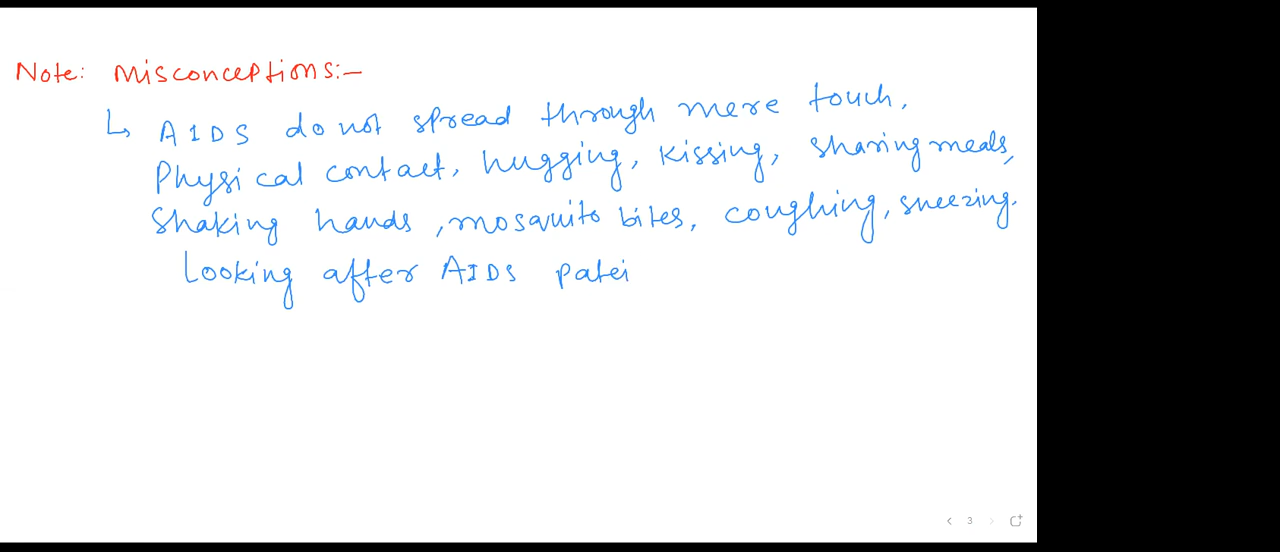 Note: Misconceptions:-
↳ AIDS do not spread through mere touch,
Physical contact, hugging, kissing, sharing meals,
Shaking hands, mosquito bites, coughing, sneezing.
Looking after AIDS patei
3